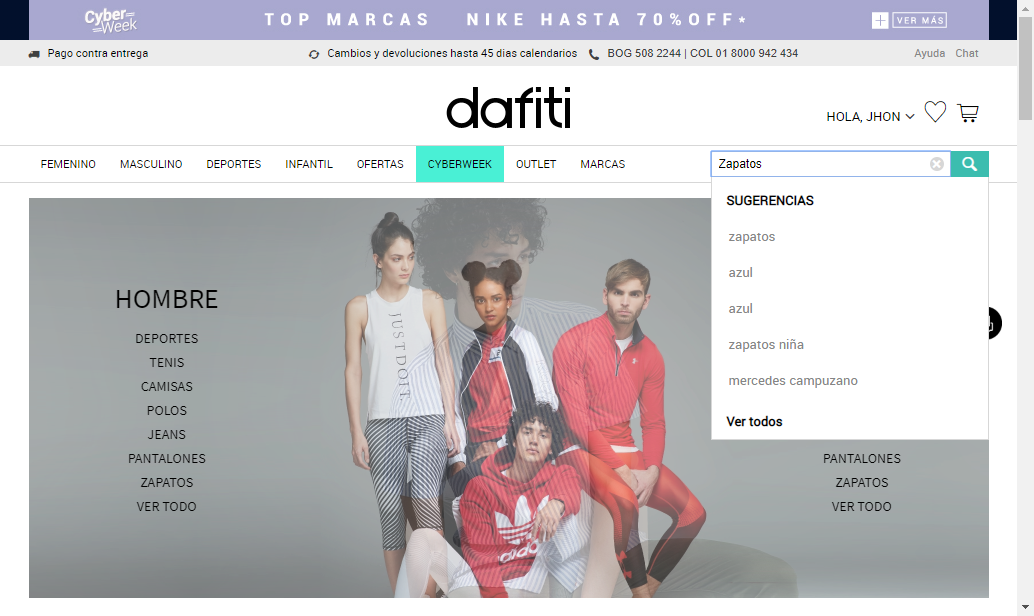 Cyber Week
TOP MARCAS NIKE HASTA 70%OFF*
+ VER MÁS
Pago contra entrega
Cambios y devoluciones hasta 45 dias calendarios
BOG 508 2244 | COL 01 8000 942 434
Ayuda Chat
dafiti
HOLA, JHON
FEMENINO MASCULINO DEPORTES INFANTIL OFERTAS CYBERWEEK OUTLET MARCAS
Zapatos
SUGERENCIAS
zapatos
azul
azul
zapatos niña
mercedes campuzano
Ver todos
HOMBRE
DEPORTES
TENIS
CAMISAS
POLOS
JEANS
PANTALONES
ZAPATOS
VER TODO
JUST DO IT.
adidas
PANTALONES
ZAPATOS
VER TODO